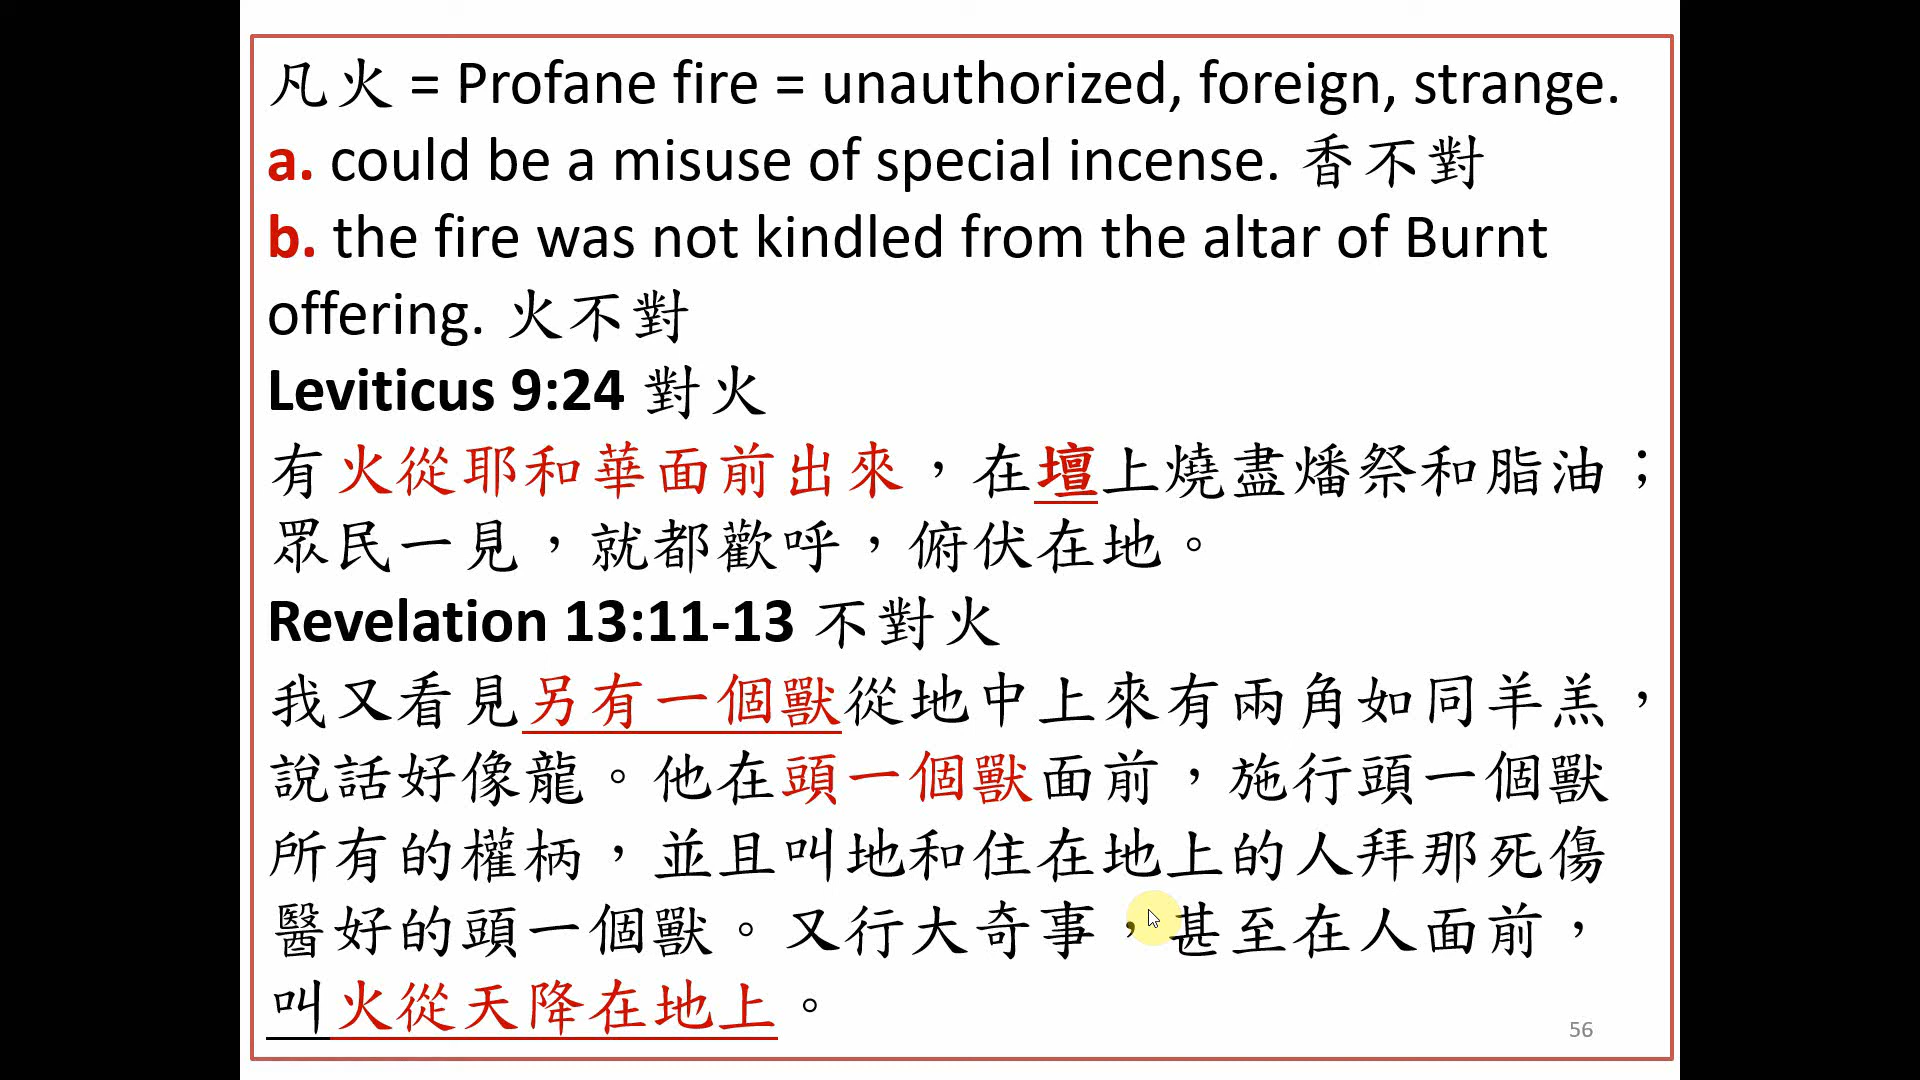 凡火 = Profane fire = unauthorized, foreign, strange.
a. could be a misuse of special incense. 香不對
b. the fire was not kindled from the altar of Burnt
offering. 火不對
Leviticus 9:24 對火
有火從耶和華面前出來，在壇上燒盡燔祭和脂油；
眾民一見，就都歡呼，俯伏在地。
Revelation 13:11-13 不對火
我又看見另有一個獸從地中上來有兩角如同羊羔，
說話好像龍。他在頭一個獸面前，施行頭一個獸
所有的權柄，並且叫地和住在地上的人拜那死傷
醫好的頭一個獸。又行大奇事，甚至在人面前，
叫火從天降在地上。
56